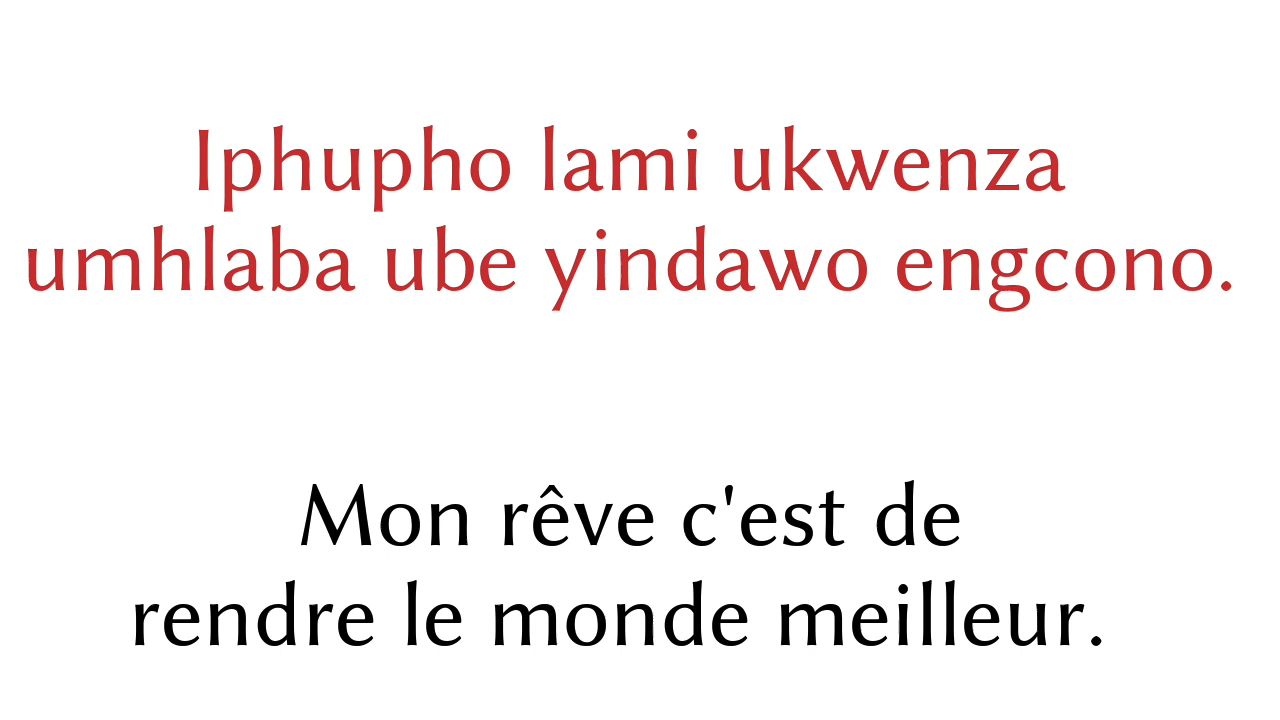 Iphupho lami ukwenza
umhlaba ube yindawo engcono.
Mon rêve c'est de
rendre le monde meilleur.